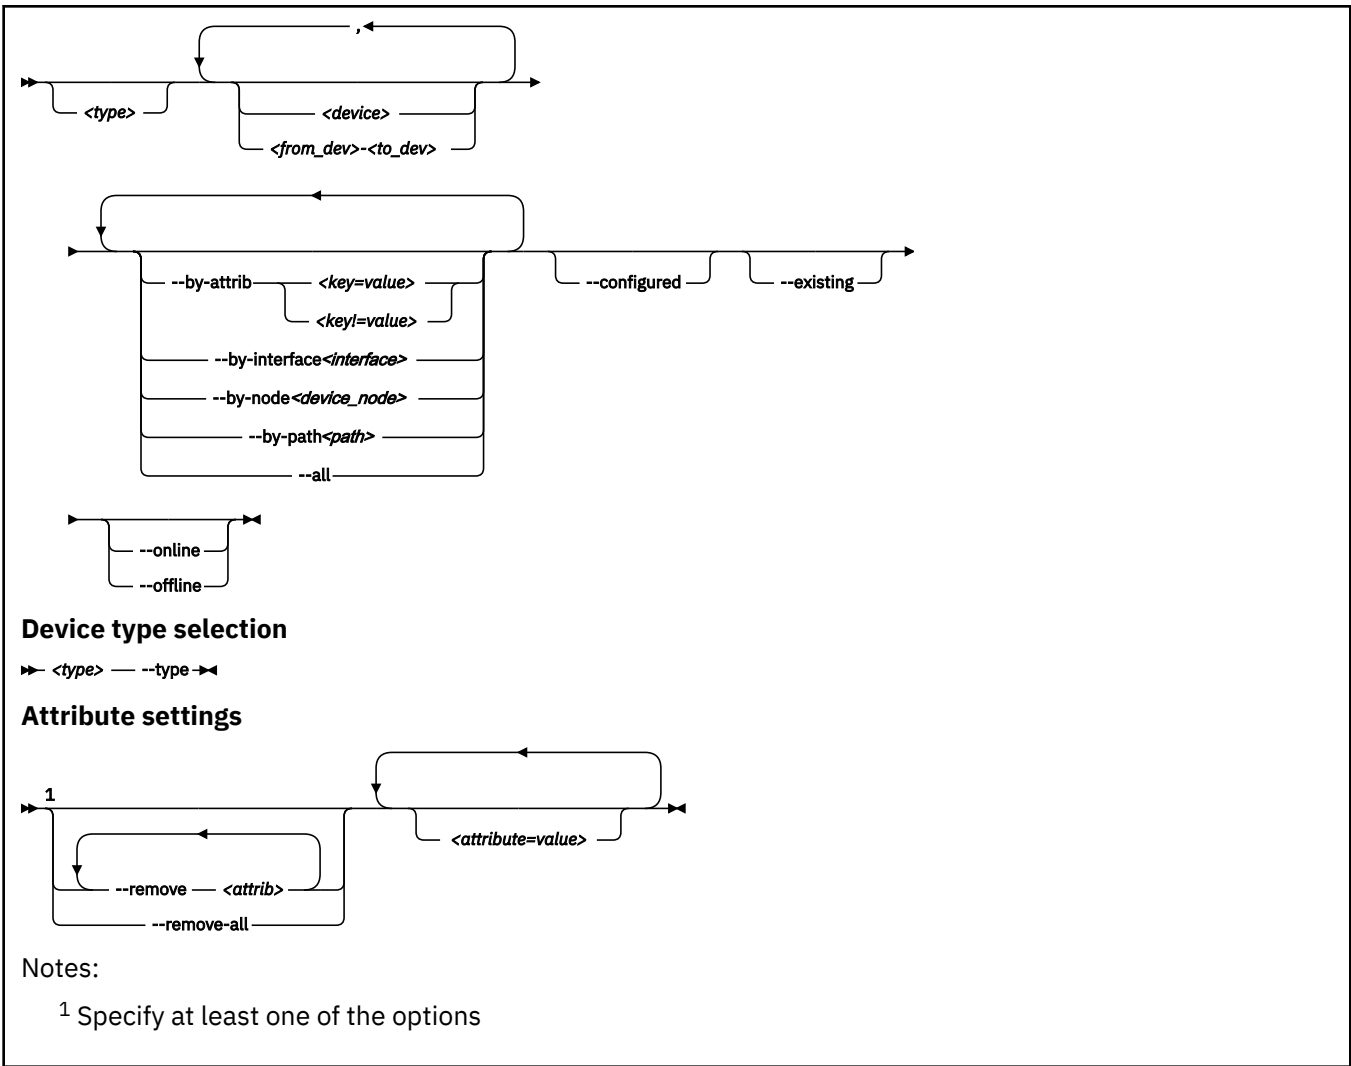 ,
<type>
<device>
<from_dev>-<to_dev>
--by-attrib <key=value>
<key!=value>
--configured
--existing
--by-interface<interface>
--by-node<device_node>
--by-path<path>
--all
--online
--offline
Device type selection
<type> --type
Attribute settings
1
<attribute=value>
--remove <attrib>
--remove-all
Notes:
1 Specify at least one of the options